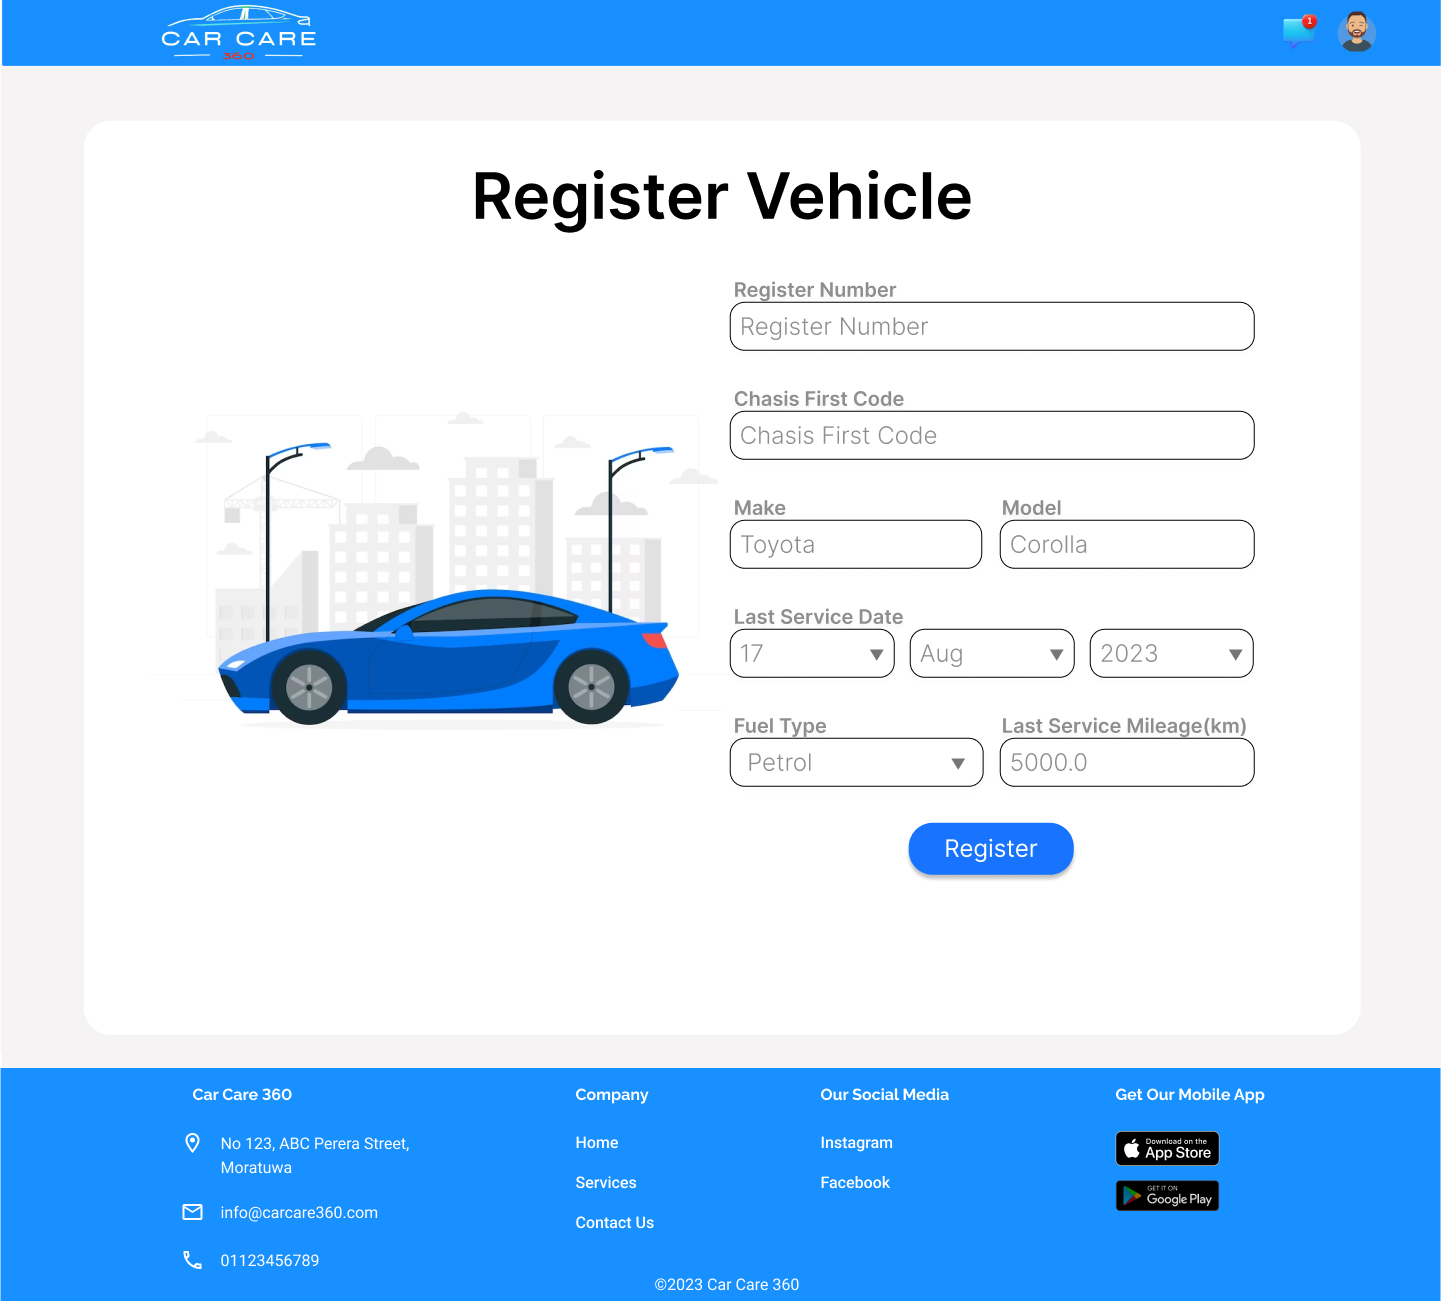 CAR CARE
360
1
Register Vehicle
Register Number
Register Number
Chasis First Code
Chasis First Code
Make
Model
Toyota
Corolla
Last Service Date
17
Aug
2023
Fuel Type
Last Service Mileage(km)
Petrol
5000.0
Register
Car Care 360
No 123, ABC Perera Street,
Moratuwa
info@carcare360.com
01123456789
Company
Home
Services
Contact Us
Our Social Media
Instagram
Facebook
Get Our Mobile App
Download on the
App Store
GET IT ON
Google Play
©2023 Car Care 360